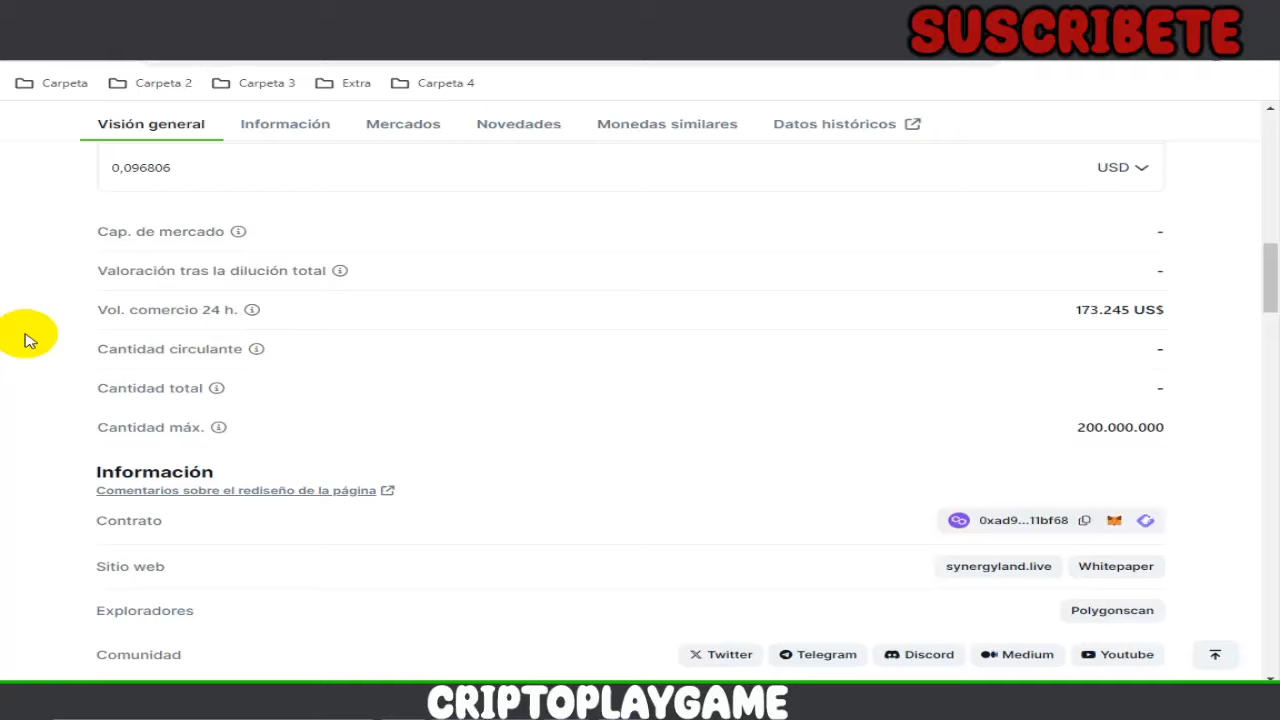 SUSCRIBETE
Carpeta Carpeta 2 Carpeta 3 Extra Carpeta 4
Visión general Información Mercados Novedades Monedas similares Datos históricos
0,096806 USD
Cap. de mercado -
Valoración tras la dilución total -
Vol. comercio 24 h. 173.245 US$
Cantidad circulante -
Cantidad total -
Cantidad máx. 200.000.000
Información
Comentarios sobre el rediseño de la página
Contrato 0xad9...11bf68
Sitio web synergyland.live Whitepaper
Exploradores Polygonscan
Comunidad Twitter Telegram Discord Medium Youtube
CRIPTOPLAYGAME